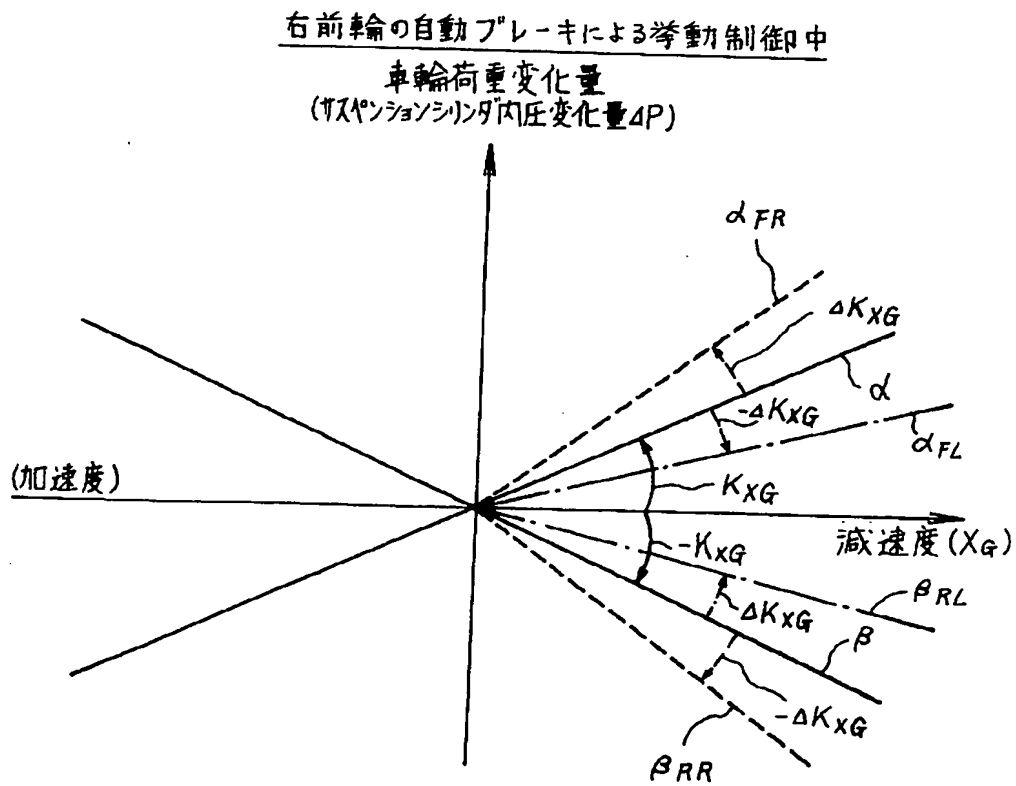 右前輪の自動ブレーキによる挙動制御中
車輪荷重変化量
(サスペンションシリンダ内圧変化量ΔP)
αFR
ΔKXG
α
-ΔKXG
αFL
(加速度)
KXG
減速度(XG)
-KXG
βRL
ΔKXG
β
-ΔKXG
βRR